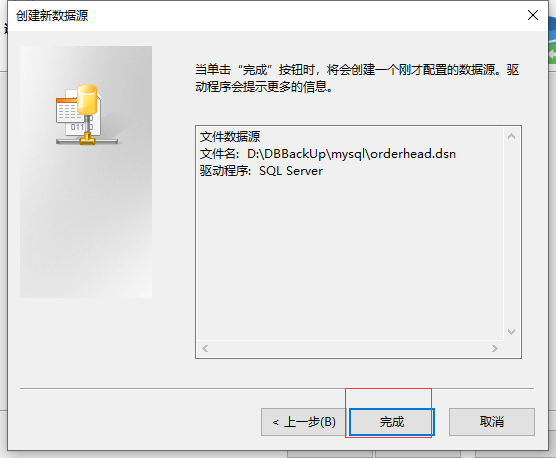 创建新数据源
当单击“完成”按钮时，将会创建一个刚才配置的数据源。驱
动程序会提示更多的信息。
文件数据源
文件名: D:\DBBackUp\mysql\orderhead.dsn
驱动程序: SQL Server
01110
< 上一步(B)
完成
取消